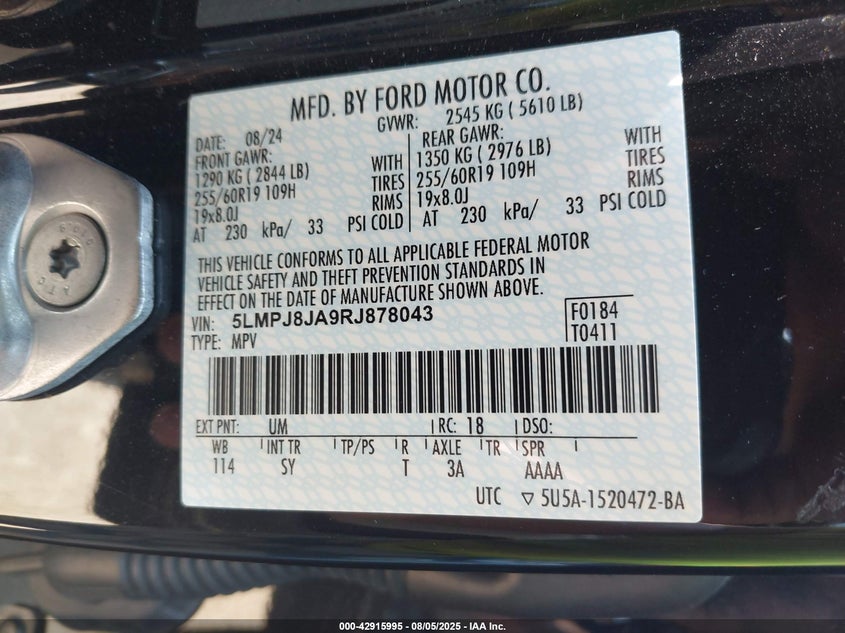 MFD. BY FORD MOTOR CO.
DATE: 08/24
GVWR: 2545 KG ( 5610 LB)
FRONT GAWR:
1290 KG ( 2844 LB) WITH
255/60R19 109H TIRES
19x8.0J RIMS
AT 230 kPa/ 33 PSI COLD
REAR GAWR:
1350 KG ( 2976 LB) WITH
255/60R19 109H TIRES
19x8.0J RIMS
AT 230 kPa/ 33 PSI COLD
THIS VEHICLE CONFORMS TO ALL APPLICABLE FEDERAL MOTOR
VEHICLE SAFETY AND THEFT PREVENTION STANDARDS IN
EFFECT ON THE DATE OF MANUFACTURE SHOWN ABOVE.
VIN: 5LMPJ8JA9RJ878043
TYPE: MPV
F0184
T0411
EXT PNT: UM RC: 18 DSO:
WB INT TR TP/PS R AXLE TR SPR
114 SY T 3A AAAA
UTC ▽ 5U5A-1520472-BA
000-42915995 - 08/05/2025 - IAA Inc.